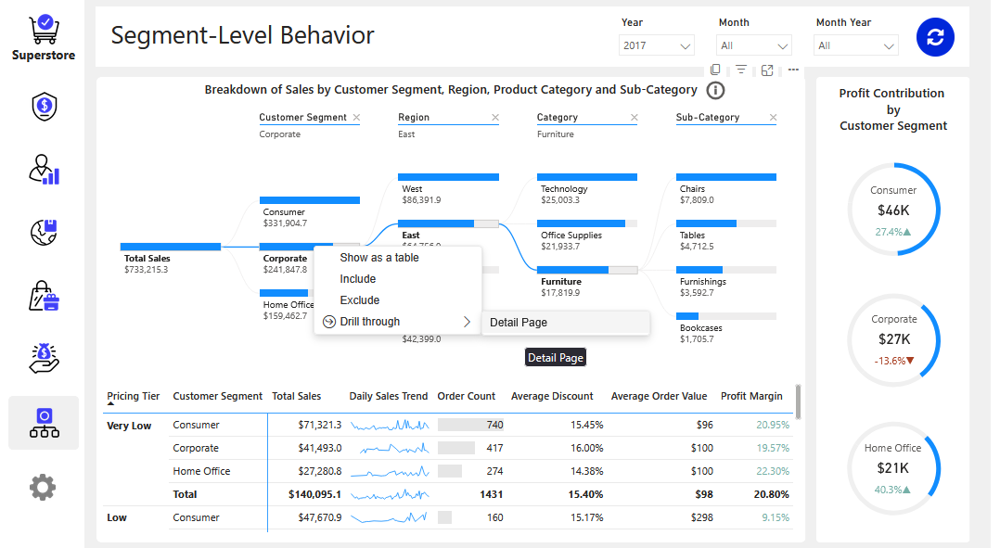 Superstore
Segment-Level Behavior
Year
2017
Month
All
Month Year
All
Breakdown of Sales by Customer Segment, Region, Product Category and Sub-Category
Customer Segment
Corporate
Region
East
Category
Furniture
Sub-Category
Total Sales
$733,215.3
Consumer
$331,904.7
Corporate
$241,847.8
Home Office
$159,462.7
West
$86,391.9
East
$42,399.0
Technology
$25,003.3
Office Supplies
$21,933.7
Furniture
$17,819.9
Chairs
$7,809.0
Tables
$4,712.5
Furnishings
$3,592.7
Bookcases
$1,705.7
Show as a table
Include
Exclude
Drill through
Detail Page
Detail Page
Pricing Tier Customer Segment Total Sales Daily Sales Trend Order Count Average Discount Average Order Value Profit Margin
Very Low Consumer $71,321.3 740 15.45% $96 20.95%
Corporate $41,493.0 417 16.00% $100 19.57%
Home Office $27,280.8 274 14.38% $100 22.30%
Total $140,095.1 1431 15.40% $98 20.80%
Low Consumer $47,670.9 160 15.17% $298 9.15%
Profit Contribution
by
Customer Segment
Consumer
$46K
27.4%▲
Corporate
$27K
-13.6%▼
Home Office
$21K
40.3%▲